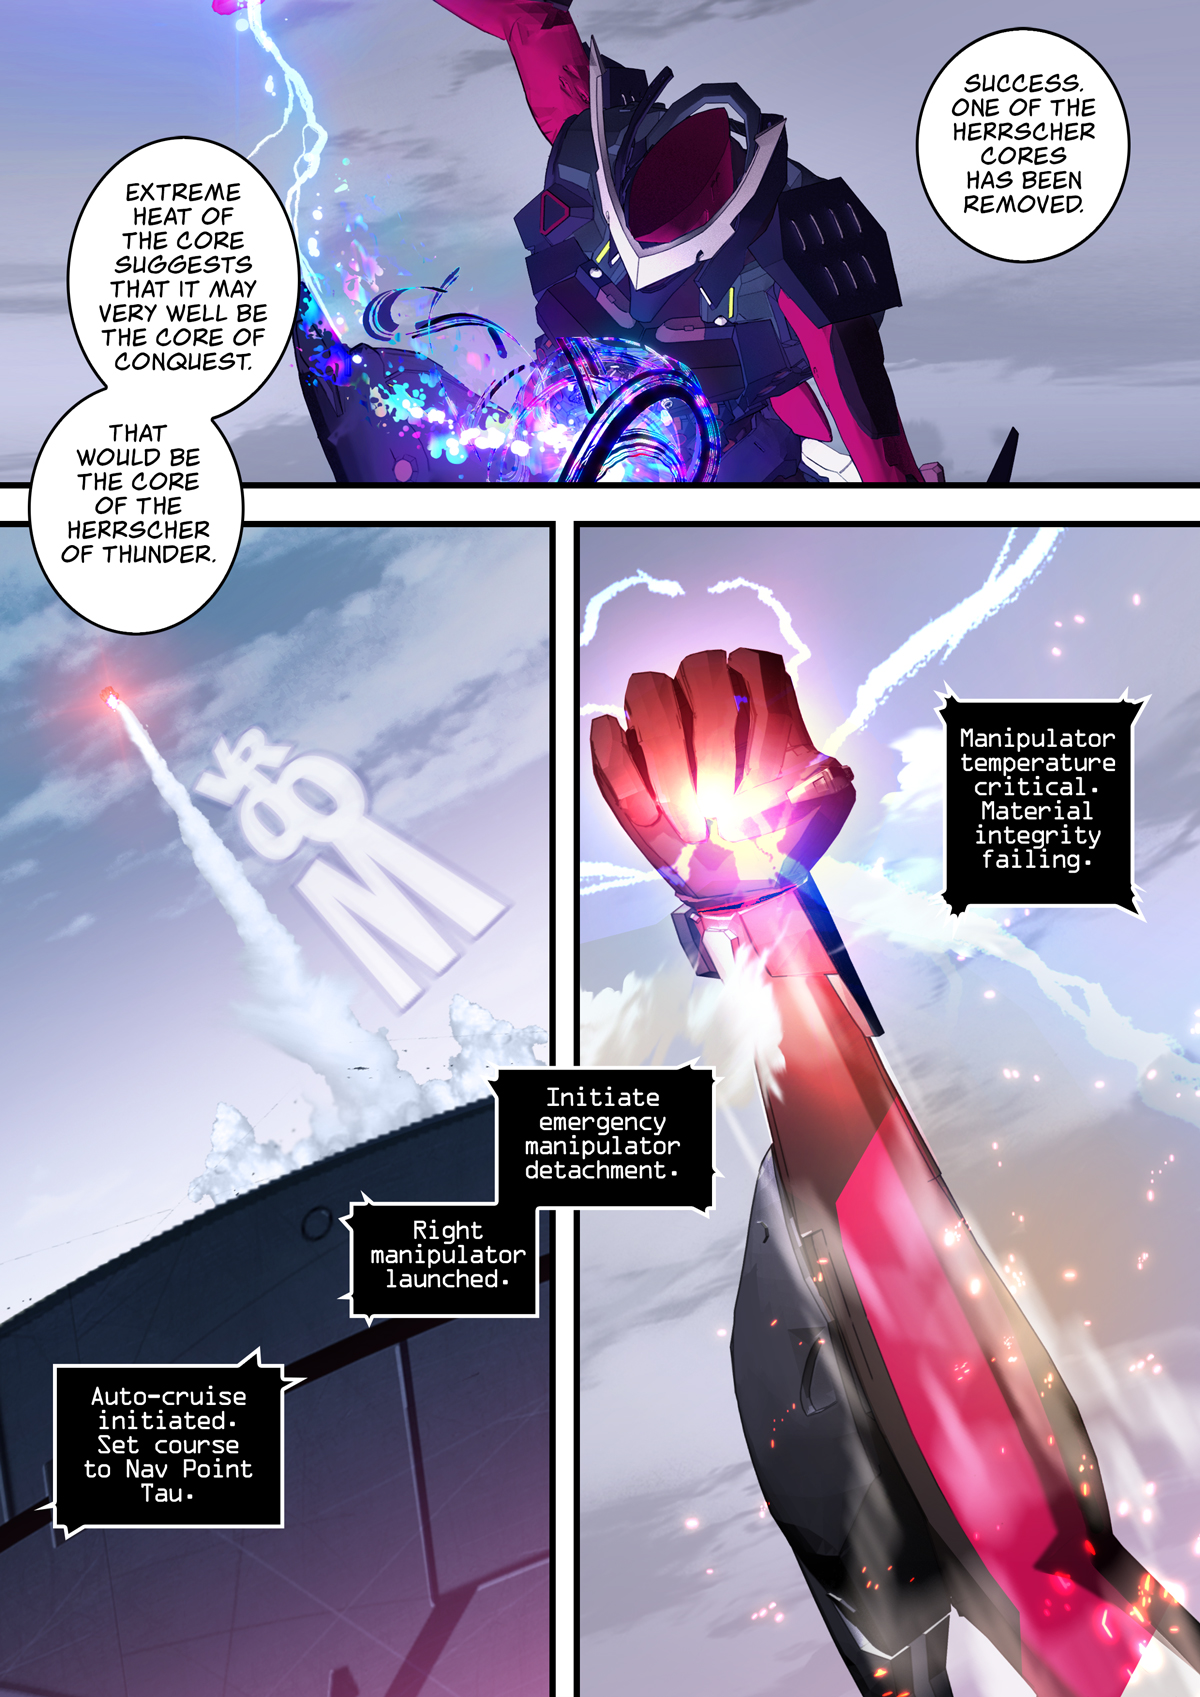 SUCCESS.
ONE OF THE
HERRSCHER
CORES
HAS BEEN
REMOVED.
EXTREME
HEAT OF
THE CORE
SUGGESTS
THAT IT MAY
VERY WELL BE
THE CORE OF
CONQUEST.
THAT
WOULD BE
THE CORE
OF THE
HERRSCHER
OF THUNDER.
Manipulator
temperature
critical.
Material
integrity
failing.
Initiate
emergency
manipulator
detachment.
Right
manipulator
launched.
VROOM
Auto-cruise
initiated.
Set course
to Nav Point
Tau.